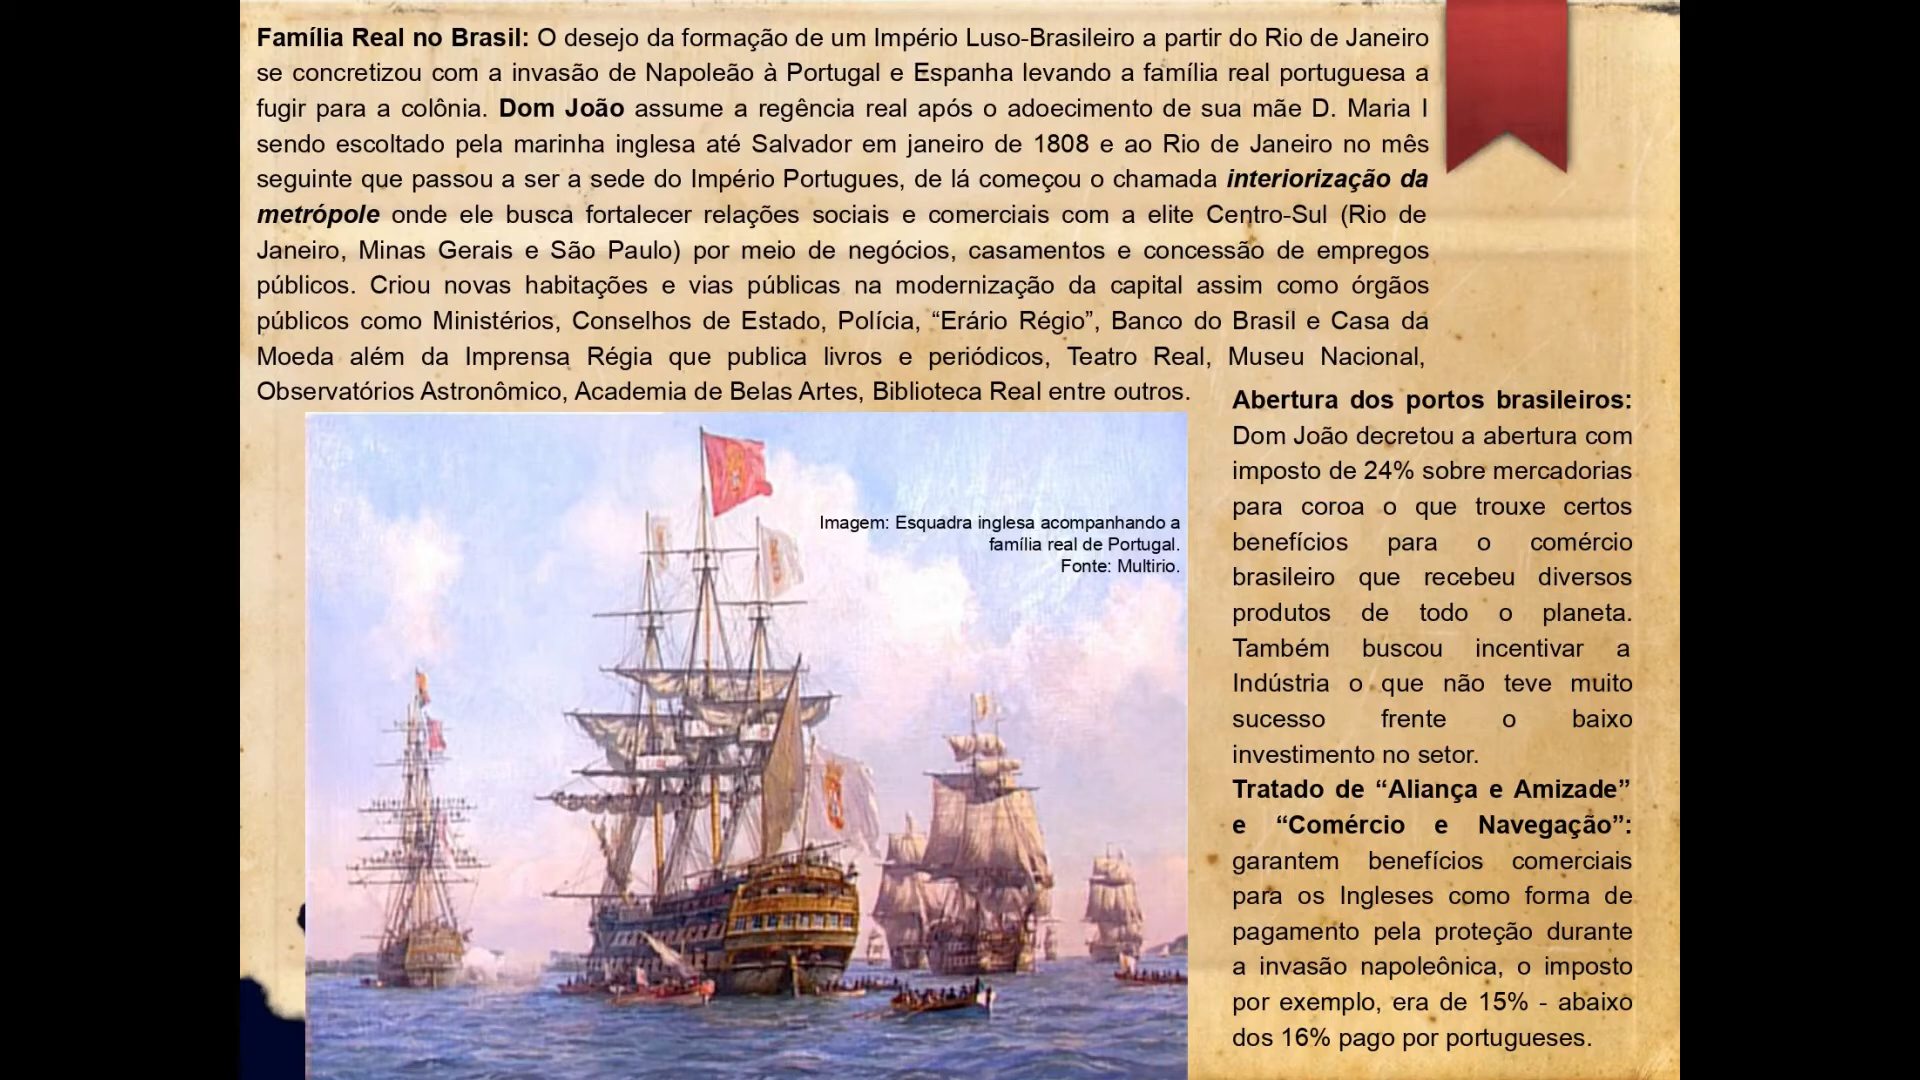 Família Real no Brasil: O desejo da formação de um Império Luso-Brasileiro a partir do Rio de Janeiro
se concretizou com a invasão de Napoleão à Portugal e Espanha levando a família real portuguesa a
fugir para a colônia. Dom João assume a regência real após o adoecimento de sua mãe D. Maria I
sendo escoltado pela marinha inglesa até Salvador em janeiro de 1808 e ao Rio de Janeiro no mês
seguinte que passou a ser a sede do Império Portugues, de lá começou o chamada interiorização da
metrópole onde ele busca fortalecer relações sociais e comerciais com a elite Centro-Sul (Rio de
Janeiro, Minas Gerais e São Paulo) por meio de negócios, casamentos e concessão de empregos
públicos. Criou novas habitações e vias públicas na modernização da capital assim como órgãos
públicos como Ministérios, Conselhos de Estado, Polícia, “Erário Régio”, Banco do Brasil e Casa da
Moeda além da Imprensa Régia que publica livros e periódicos, Teatro Real, Museu Nacional,
Observatórios Astronômico, Academia de Belas Artes, Biblioteca Real entre outros.
Imagem: Esquadra inglesa acompanhando a
família real de Portugal.
Fonte: Multirio.
Abertura dos portos brasileiros:
Dom João decretou a abertura com
imposto de 24% sobre mercadorias
para coroa o que trouxe certos
benefícios para o comércio
brasileiro que recebeu diversos
produtos de todo o planeta.
Também buscou incentivar a
Indústria o que não teve muito
sucesso frente o baixo
investimento no setor.
Tratado de “Aliança e Amizade”
e “Comércio e Navegação”:
garantem benefícios comerciais
para os Ingleses como forma de
pagamento pela proteção durante
a invasão napoleônica, o imposto
por exemplo, era de 15% - abaixo
dos 16% pago por portugueses.